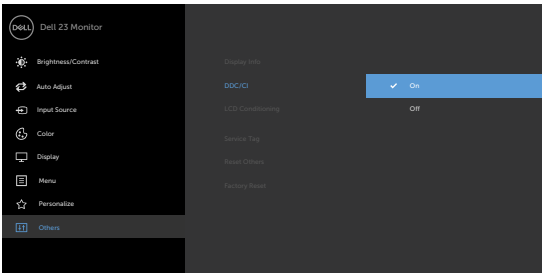 DELL Dell 23 Monitor
Brightness/Contrast
Auto Adjust
Input Source
Color
Display
Menu
Personalize
Others
Display Info
DDC/CI
LCD Conditioning
Service Tag
Reset Others
Factory Reset
On
Off